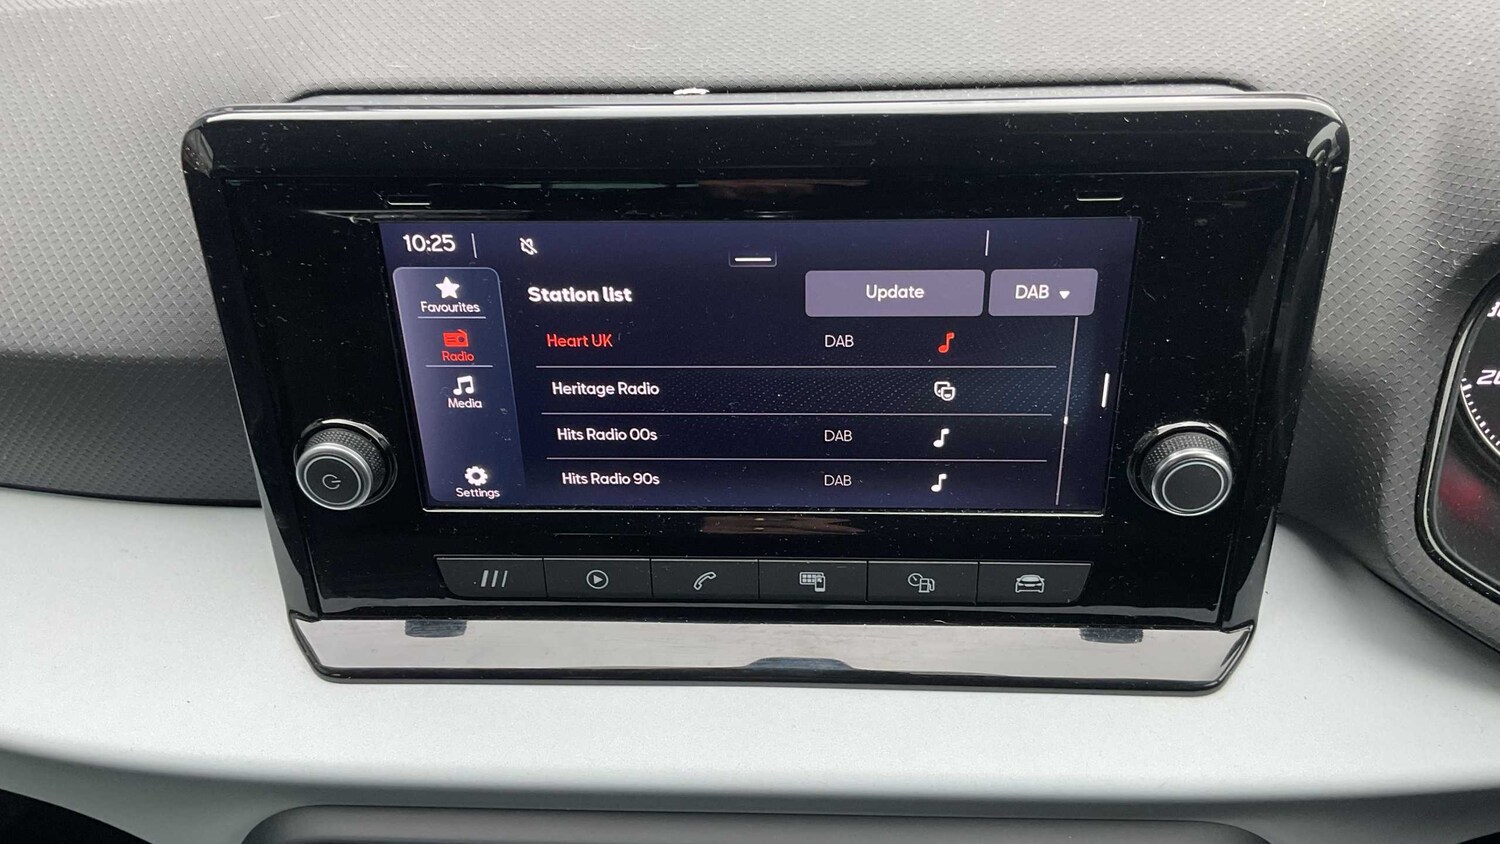 10:25
Favourites
Radio
Media
Settings
Station list
Update
DAB
Heart UK DAB
Heritage Radio
Hits Radio 00s DAB
Hits Radio 90s DAB